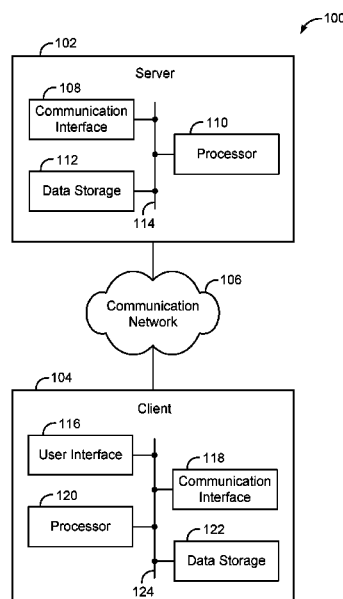 100
102
Server
108
Communication
Interface
110
Processor
112
Data Storage
114
106
Communication
Network
104
Client
116
User Interface
118
Communication
Interface
120
Processor
122
Data Storage
124